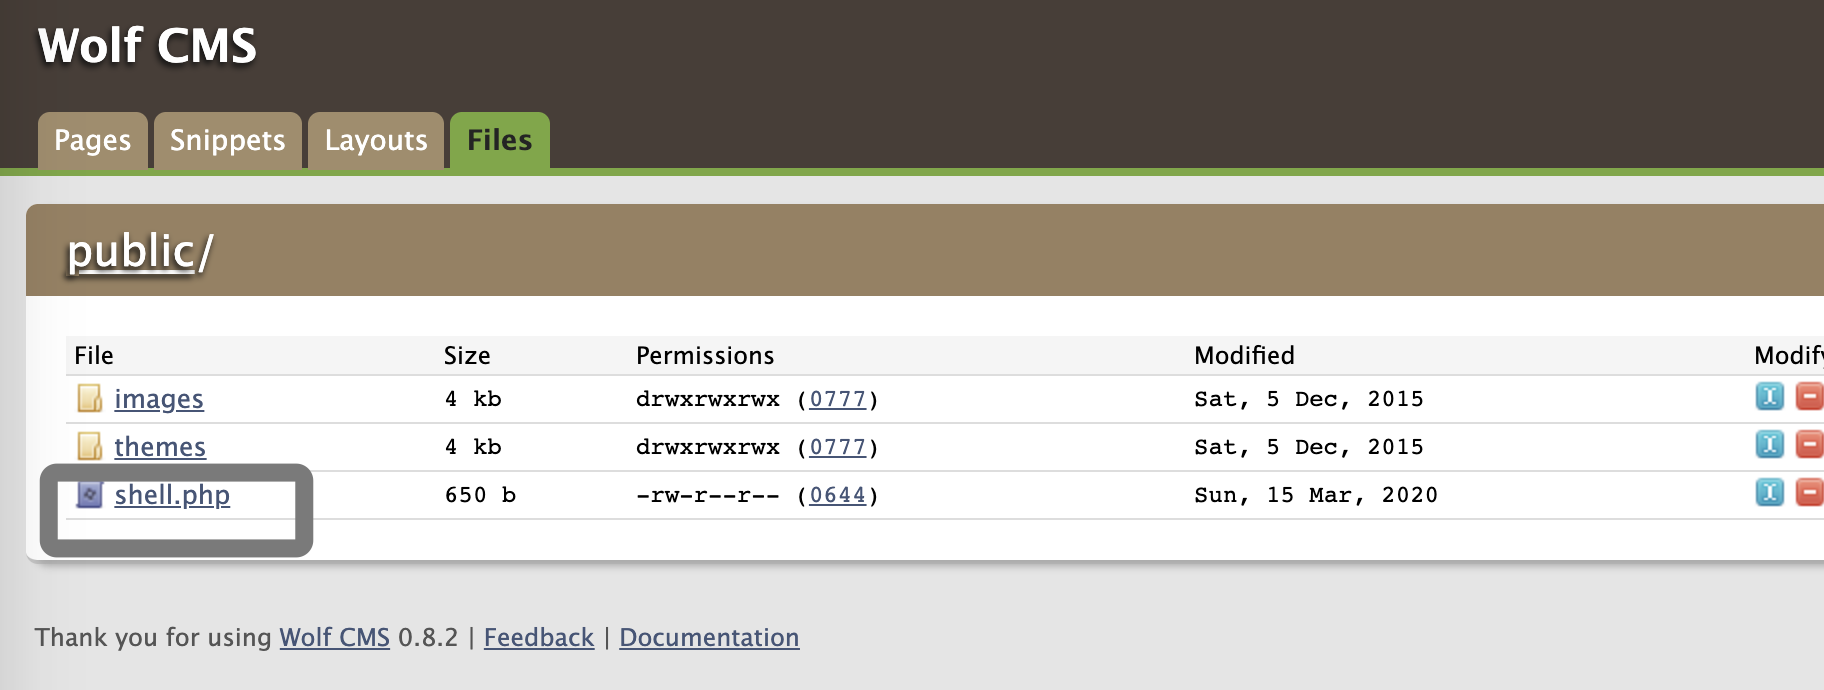 Wolf CMS
Pages Snippets Layouts Files
public/
File Size Permissions Modified Modify
images 4 kb drwxrwxrwx (0777) Sat, 5 Dec, 2015
themes 4 kb drwxrwxrwx (0777) Sat, 5 Dec, 2015
shell.php 650 b -rw-r--r-- (0644) Sun, 15 Mar, 2020
Thank you for using Wolf CMS 0.8.2 | Feedback | Documentation